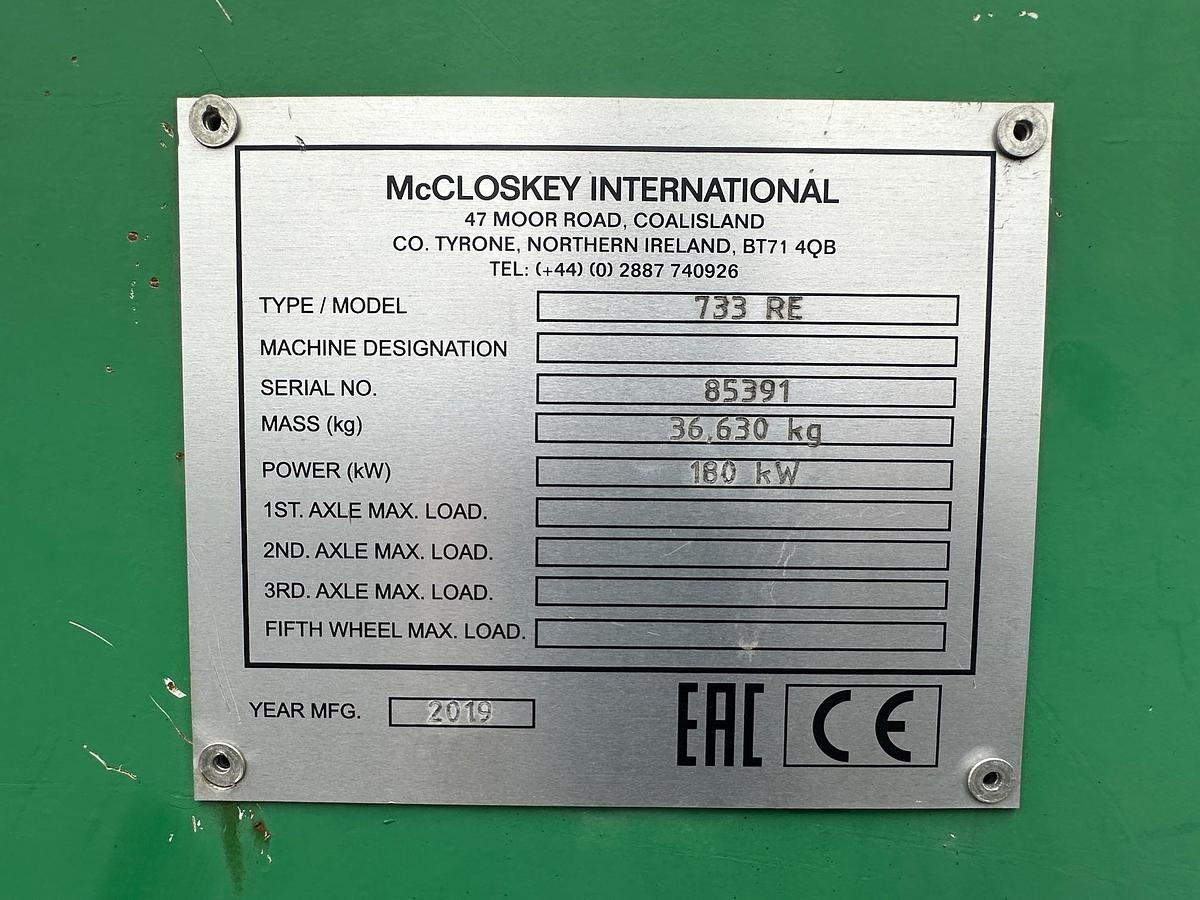 McCLOSKEY INTERNATIONAL
47 MOOR ROAD, COALISLAND
CO. TYRONE, NORTHERN IRELAND, BT71 4QB
TEL: (+44) (0) 2887 740926
TYPE / MODEL 733 RE
MACHINE DESIGNATION
SERIAL NO. 85391
MASS (kg) 36,630 kg
POWER (kW) 180 kW
1ST. AXLE MAX. LOAD.
2ND. AXLE MAX. LOAD.
3RD. AXLE MAX. LOAD.
FIFTH WHEEL MAX. LOAD.
YEAR MFG. 2019 EAC CE